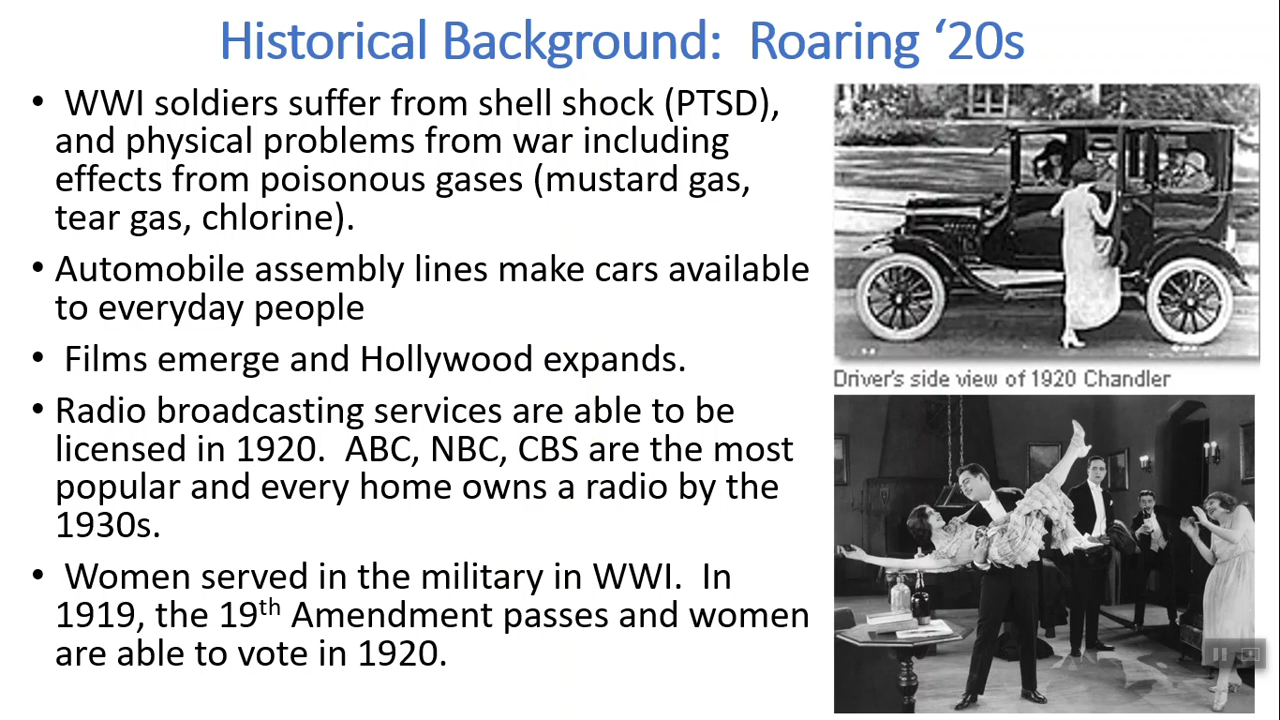 Historical Background:  Roaring ‘20s
• WWI soldiers suffer from shell shock (PTSD),
and physical problems from war including
effects from poisonous gases (mustard gas,
tear gas, chlorine).
• Automobile assembly lines make cars available
to everyday people
• Films emerge and Hollywood expands.
• Radio broadcasting services are able to be
licensed in 1920.  ABC, NBC, CBS are the most
popular and every home owns a radio by the
1930s.
• Women served in the military in WWI.  In
1919, the 19th Amendment passes and women
are able to vote in 1920.
Driver's side view of 1920 Chandler